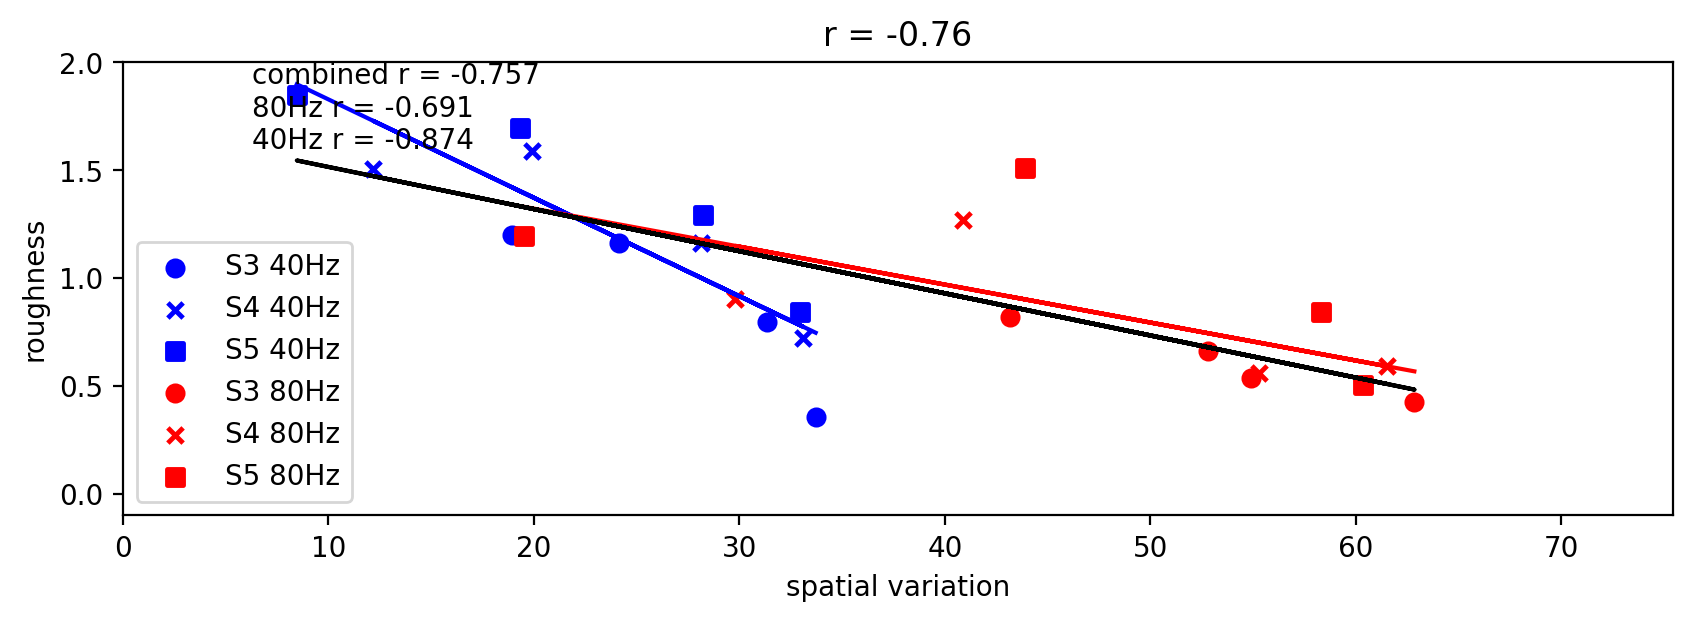 r = -0.76
combined r = -0.757
80Hz r = -0.691
40Hz r = -0.874
2.0
1.5
1.0
0.5
0.0
roughness
S3 40Hz
S4 40Hz
S5 40Hz
S3 80Hz
S4 80Hz
S5 80Hz
0 10 20 30 40 50 60 70
spatial variation